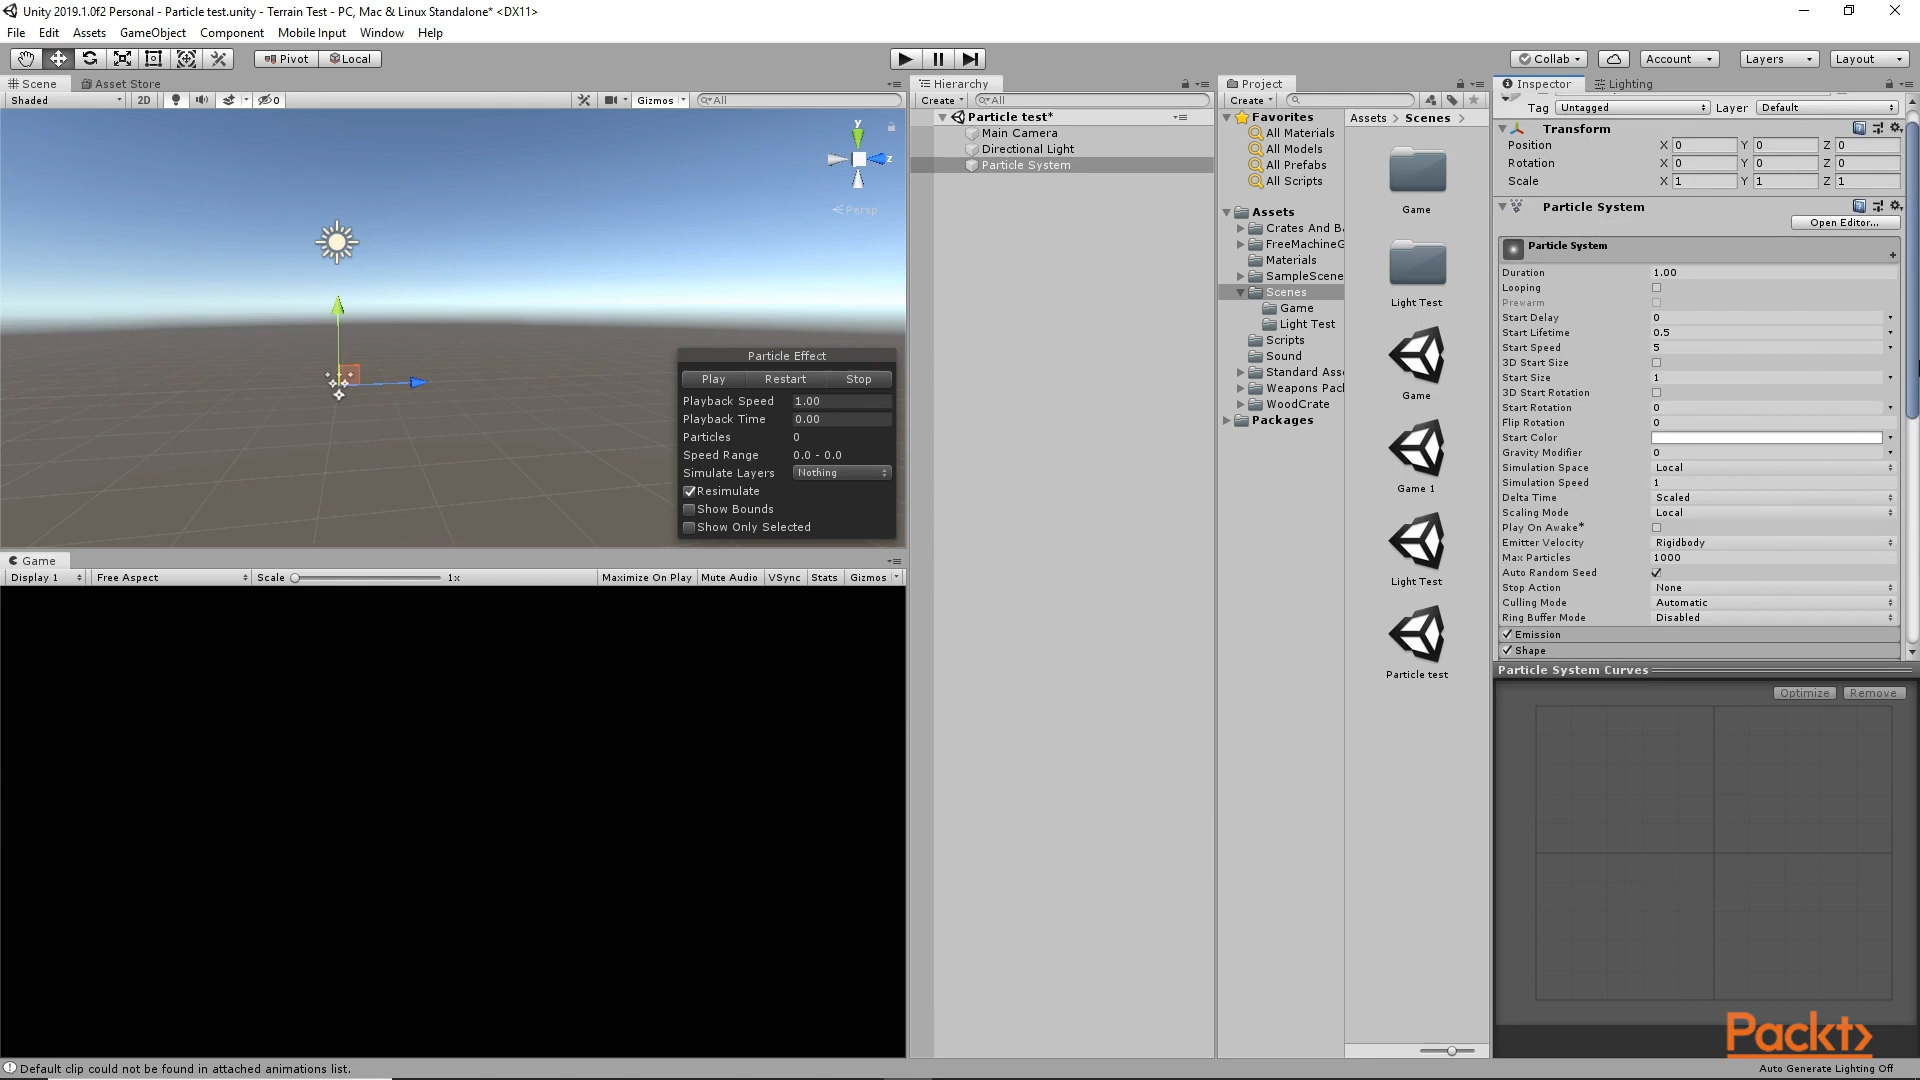 Unity 2019.1.0f2 Personal - Particle test.unity - Terrain Test - PC, Mac & Linux Standalone* <DX11>
File Edit Assets GameObject Component Mobile Input Window Help
Pivot Local
Collab Account Layers Layout
Scene Asset Store
Shaded 2D 0 Gizmos All
y
z
Persp
Particle Effect
Play Restart Stop
Playback Speed 1.00
Playback Time 0.00
Particles 0
Speed Range 0.0 - 0.0
Simulate Layers Nothing
Resimulate
Show Bounds
Show Only Selected
Game
Display 1 Free Aspect Scale 1x Maximize On Play Mute Audio VSync Stats Gizmos
Hierarchy
Create All
Particle test*
Main Camera
Directional Light
Particle System
Project
Create
Favorites
All Materials
All Models
All Prefabs
All Scripts
Assets
Crates And Ba
FreeMachineG
Materials
SampleScene
Scenes
Game
Light Test
Scripts
Sound
Standard Ass
Weapons Pac
WoodCrate
Packages
Assets Scenes
Game
Light Test
Game
Game 1
Light Test
Particle test
Inspector Lighting
Tag Untagged Layer Default
Transform
Position X 0 Y 0 Z 0
Rotation X 0 Y 0 Z 0
Scale X 1 Y 1 Z 1
Particle System
Open Editor...
Particle System
Duration 1.00
Looping
Prewarm
Start Delay 0
Start Lifetime 0.5
Start Speed 5
3D Start Size
Start Size 1
3D Start Rotation
Start Rotation 0
Flip Rotation 0
Start Color
Gravity Modifier 0
Simulation Space Local
Simulation Speed 1
Delta Time Scaled
Scaling Mode Local
Play On Awake*
Emitter Velocity Rigidbody
Max Particles 1000
Auto Random Seed
Stop Action None
Culling Mode Automatic
Ring Buffer Mode Disabled
Emission
Shape
Particle System Curves
Optimize Remove
Packt>
Default clip could not be found in attached animations list.
Auto Generate Lighting Off